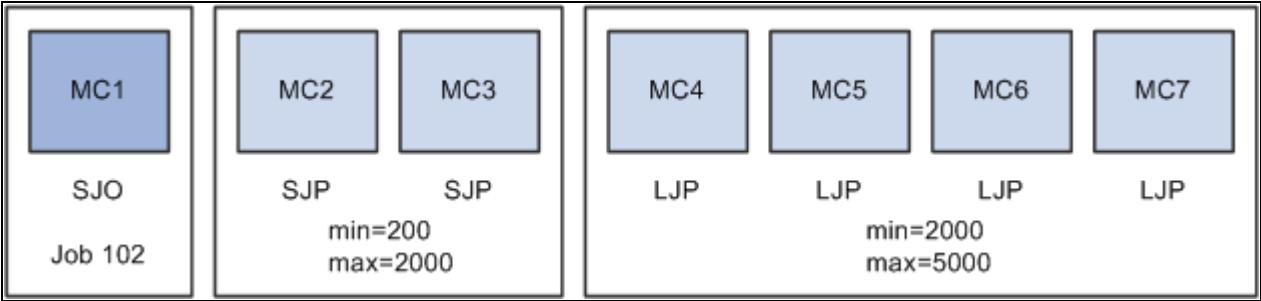 MC1 MC2 MC3 MC4 MC5 MC6 MC7
SJO SJP SJP LJP LJP LJP LJP
Job 102
min=200
max=2000
min=2000
max=5000